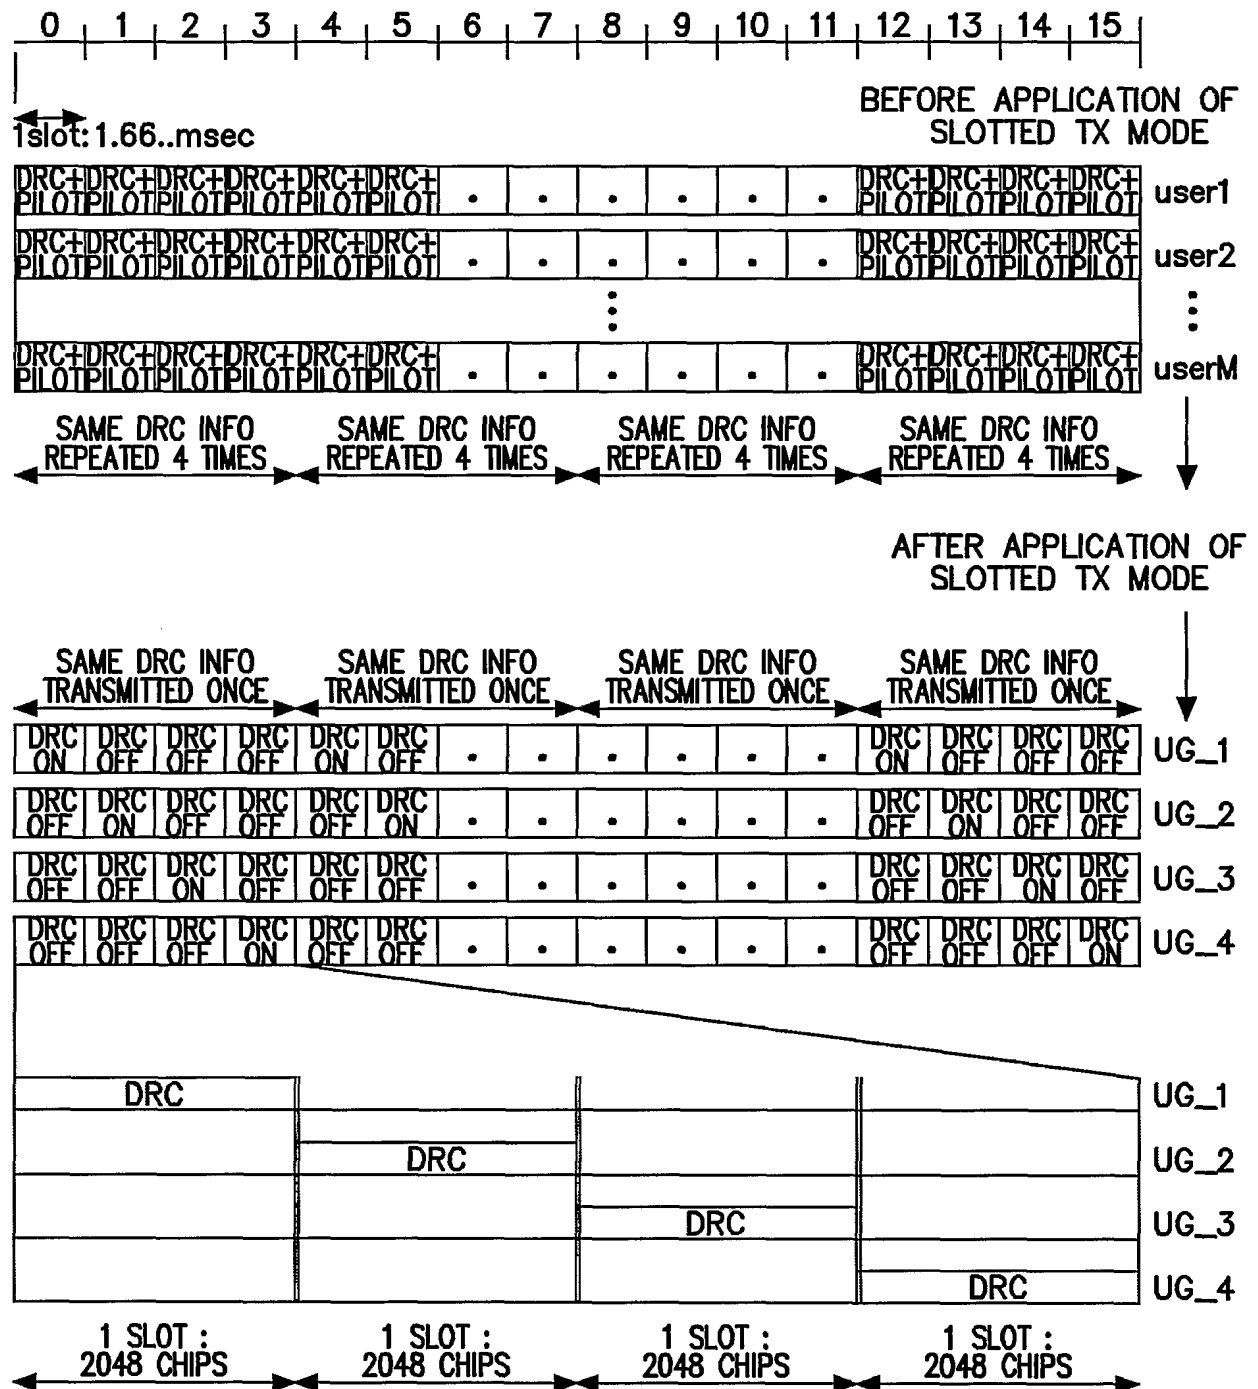 0 1 2 3 4 5 6 7 8 9 10 11 12 13 14 15
BEFORE APPLICATION OF
SLOTTED TX MODE
1slot: 1.66..msec
DRC+ DRC+ DRC+ DRC+ DRC+ DRC+ DRC+ DRC+ DRC+ DRC+
PILOT PILOT PILOT PILOT PILOT PILOT . . . . . . PILOT PILOT PILOT PILOT user1
DRC+ DRC+ DRC+ DRC+ DRC+ DRC+ DRC+ DRC+ DRC+ DRC+
PILOT PILOT PILOT PILOT PILOT PILOT . . . . . . PILOT PILOT PILOT PILOT user2
DRC+ DRC+ DRC+ DRC+ DRC+ DRC+ DRC+ DRC+ DRC+ DRC+
PILOT PILOT PILOT PILOT PILOT PILOT . . . . . . PILOT PILOT PILOT PILOT userM
SAME DRC INFO SAME DRC INFO SAME DRC INFO SAME DRC INFO
REPEATED 4 TIMES REPEATED 4 TIMES REPEATED 4 TIMES REPEATED 4 TIMES
AFTER APPLICATION OF
SLOTTED TX MODE
SAME DRC INFO SAME DRC INFO SAME DRC INFO SAME DRC INFO
TRANSMITTED ONCE TRANSMITTED ONCE TRANSMITTED ONCE TRANSMITTED ONCE
DRC DRC DRC DRC DRC DRC DRC DRC DRC DRC
ON OFF OFF OFF ON OFF . . . . . . ON OFF OFF OFF UG_1
DRC DRC DRC DRC DRC DRC DRC DRC DRC DRC
OFF ON OFF OFF OFF ON . . . . . . OFF ON OFF OFF UG_2
DRC DRC DRC DRC DRC DRC DRC DRC DRC DRC
OFF OFF ON OFF OFF OFF . . . . . . OFF OFF ON OFF UG_3
DRC DRC DRC DRC DRC DRC DRC DRC DRC DRC
OFF OFF OFF ON OFF OFF . . . . . . OFF OFF OFF ON UG_4
DRC UG_1
DRC UG_2
DRC UG_3
DRC UG_4
1 SLOT : 1 SLOT : 1 SLOT : 1 SLOT :
2048 CHIPS 2048 CHIPS 2048 CHIPS 2048 CHIPS